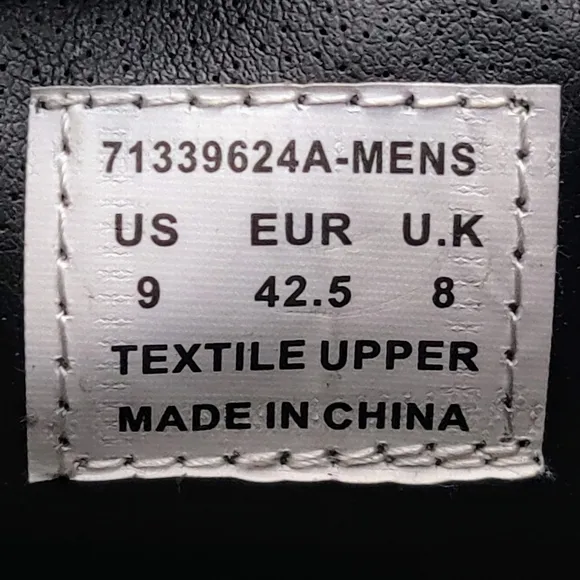 71339624A-MENS
US EUR U.K
9 42.5 8
TEXTILE UPPER
MADE IN CHINA